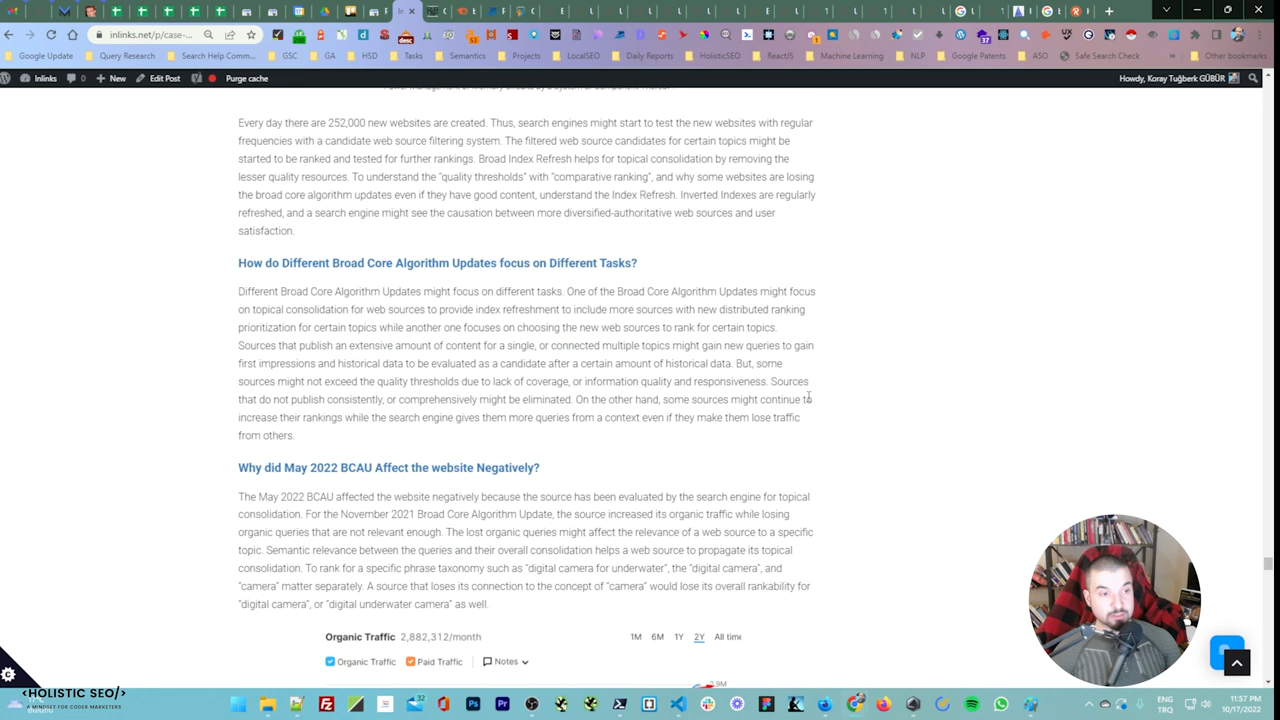 inlinks.net/p/case-...
Google Update
Query Research
Search Help Comm...
GSC
GA
HSD
Tasks
Semantics
Projects
LocalSEO
Daily Reports
HolisticSEO
ReactJS
Machine Learning
NLP
Google Patents
ASO
Safe Search Check
Other bookmarks
Inlinks 0 New Edit Post Purge cache
Howdy, Koray Tuğberk GÜBÜR
Every day there are 252,000 new websites are created. Thus, search engines might start to test the new websites with regular
frequencies with a candidate web source filtering system. The filtered web source candidates for certain topics might be
started to be ranked and tested for further rankings. Broad Index Refresh helps for topical consolidation by removing the
lesser quality resources. To understand the "quality thresholds" with "comparative ranking", and why some websites are losing
the broad core algorithm updates even if they have good content, understand the Index Refresh. Inverted Indexes are regularly
refreshed, and a search engine might see the causation between more diversified-authoritative web sources and user
satisfaction.
How do Different Broad Core Algorithm Updates focus on Different Tasks?
Different Broad Core Algorithm Updates might focus on different tasks. One of the Broad Core Algorithm Updates might focus
on topical consolidation for web sources to provide index refreshment to include more sources with new distributed ranking
prioritization for certain topics while another one focuses on choosing the new web sources to rank for certain topics.
Sources that publish an extensive amount of content for a single, or connected multiple topics might gain new queries to gain
first impressions and historical data to be evaluated as a candidate after a certain amount of historical data. But, some
sources might not exceed the quality thresholds due to lack of coverage, or information quality and responsiveness. Sources
that do not publish consistently, or comprehensively might be eliminated. On the other hand, some sources might continue to
increase their rankings while the search engine gives them more queries from a context even if they make them lose traffic
from others.
Why did May 2022 BCAU Affect the website Negatively?
The May 2022 BCAU affected the website negatively because the source has been evaluated by the search engine for topical
consolidation. For the November 2021 Broad Core Algorithm Update, the source increased its organic traffic while losing
organic queries that are not relevant enough. The lost organic queries might affect the relevance of a web source to a specific
topic. Semantic relevance between the queries and their overall consolidation helps a web source to propagate its topical
consolidation. To rank for a specific phrase taxonomy such as "digital camera for underwater", the "digital camera", and
"camera" matter separately. A source that loses its connection to the concept of "camera" would lose its overall rankability for
"digital camera", or "digital underwater camera" as well.
Organic Traffic 2,882,312/month
1M 6M 1Y 2Y All time
Organic Traffic Paid Traffic Notes
2.9M
<HOLISTIC SEO/>
A MINDSET FOR CODER MARKETERS
ENG
TRQ
11:57 PM
10/17/2022